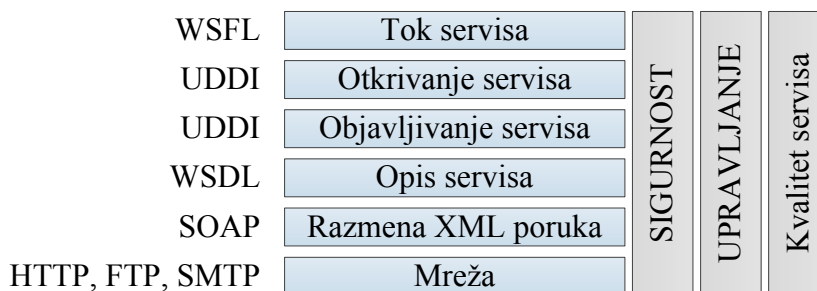 WSFL Tok servisa
UDDI Otkrivanje servisa
UDDI Objavljivanje servisa
WSDL Opis servisa
SOAP Razmena XML poruka
HTTP, FTP, SMTP Mreža
SIGURNOST
UPRAVLJANJE
Kvalitet servisa